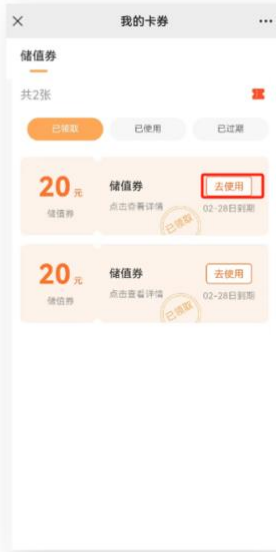 我的卡券
储值券
共2张
已领取 已使用 已过期
20元
储值券
储值券
点击查看详情
去使用
02-28日到期
已领取
20元
储值券
储值券
点击查看详情
去使用
02-28日到期
已领取